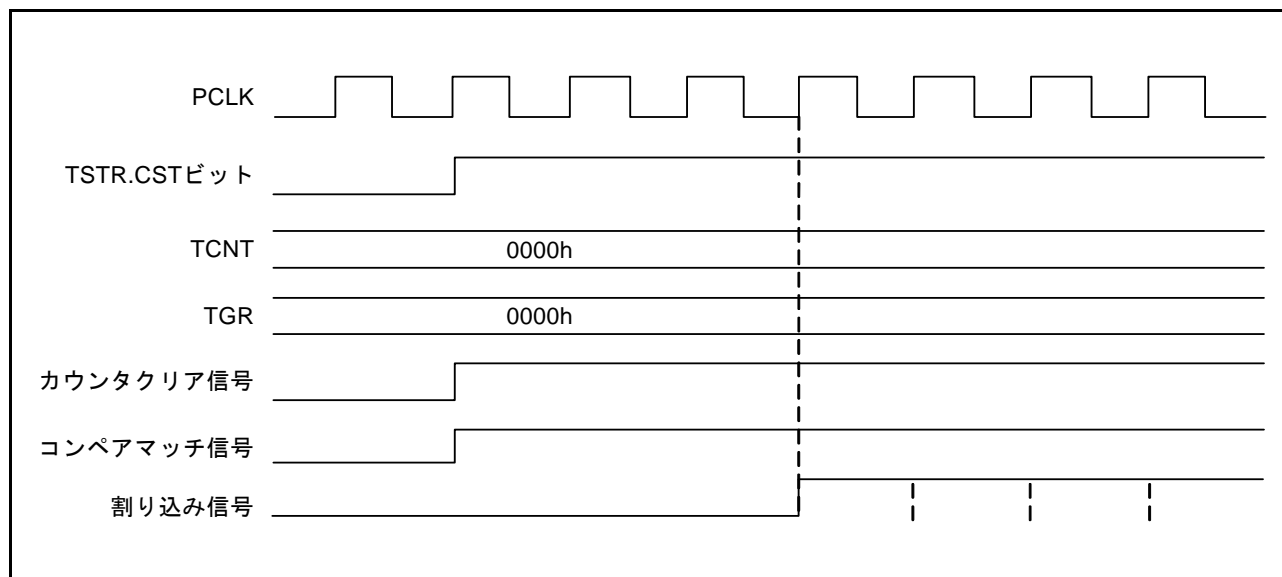 PCLK
TSTR.CSTビット
TCNT
0000h
TGR
0000h
カウンタクリア信号
コンペアマッチ信号
割り込み信号